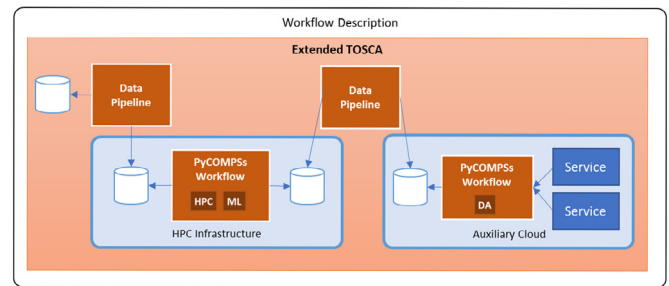 Workflow Description
Extended TOSCA
Data
Pipeline
Data
Pipeline
PyCOMPSs
Workflow
HPC ML
HPC Infrastructure
PyCOMPSs
Workflow
DA
Service
Service
Auxiliary Cloud